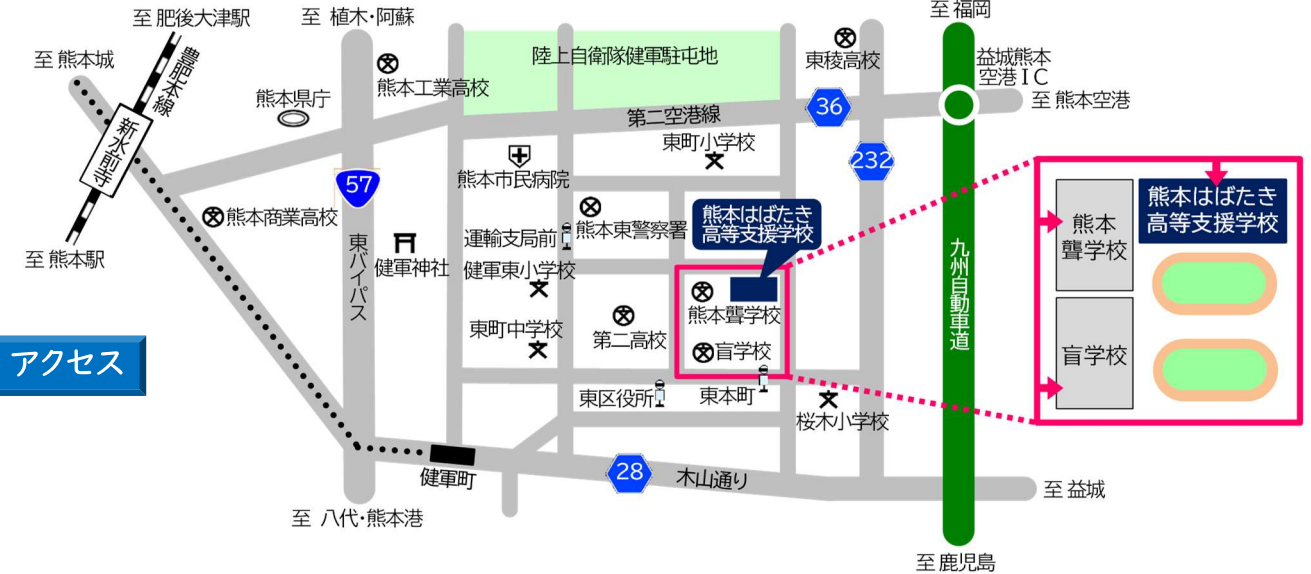 至 肥後大津駅
至 植木・阿蘇
至 福岡
至 熊本城
豊肥本線
熊本工業高校
陸上自衛隊健軍駐屯地
東稜高校
益城熊本
空港IC
熊本県庁
36
至 熊本空港
第二空港線
新水前寺
東町小学校
232
熊本市民病院
57
熊本商業高校
熊本はばたき
高等支援学校
熊本東警察署
運輸支局前
東バイパス
健軍神社
健軍東小学校
至 熊本駅
九州自動車道
熊本
聾学校
熊本はばたき
高等支援学校
熊本聾学校
東町中学校
第二高校
盲学校
盲学校
アクセス
東区役所
東本町
桜木小学校
健軍町
28
木山通り
至 益城
至 八代・熊本港
至 鹿児島